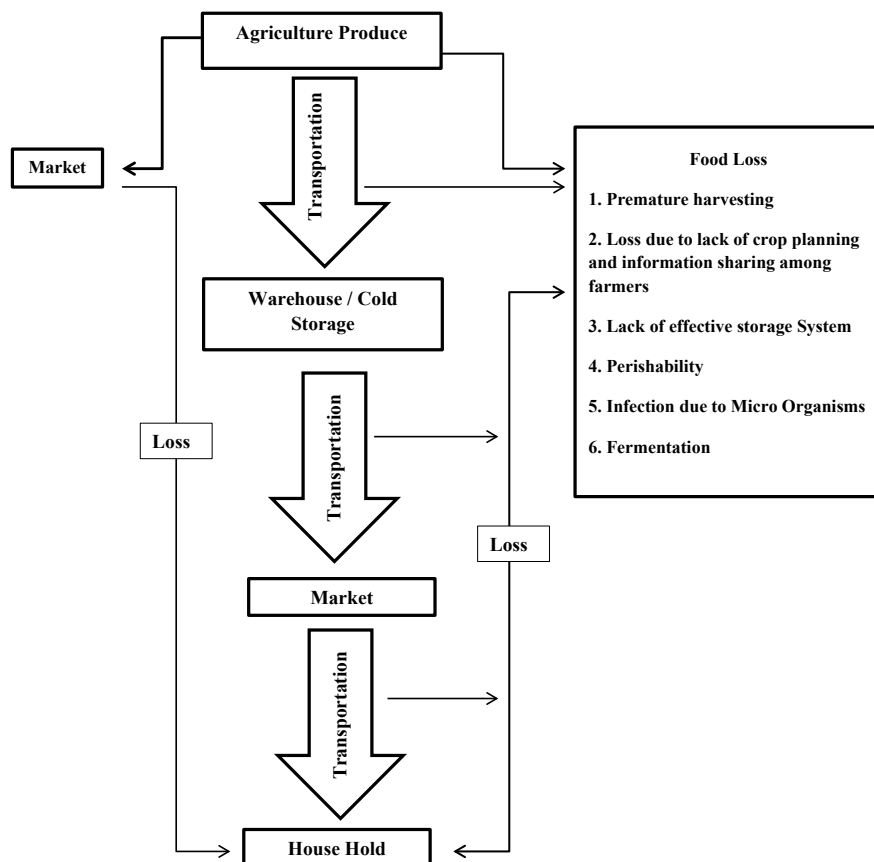 Agriculture Produce
Transportation
Market
Food Loss
1. Premature harvesting
2. Loss due to lack of crop planning
and information sharing among
farmers
3. Lack of effective storage System
4. Perishability
5. Infection due to Micro Organisms
6. Fermentation
Warehouse / Cold
Storage
Transportation
Loss
Loss
Market
Transportation
House Hold